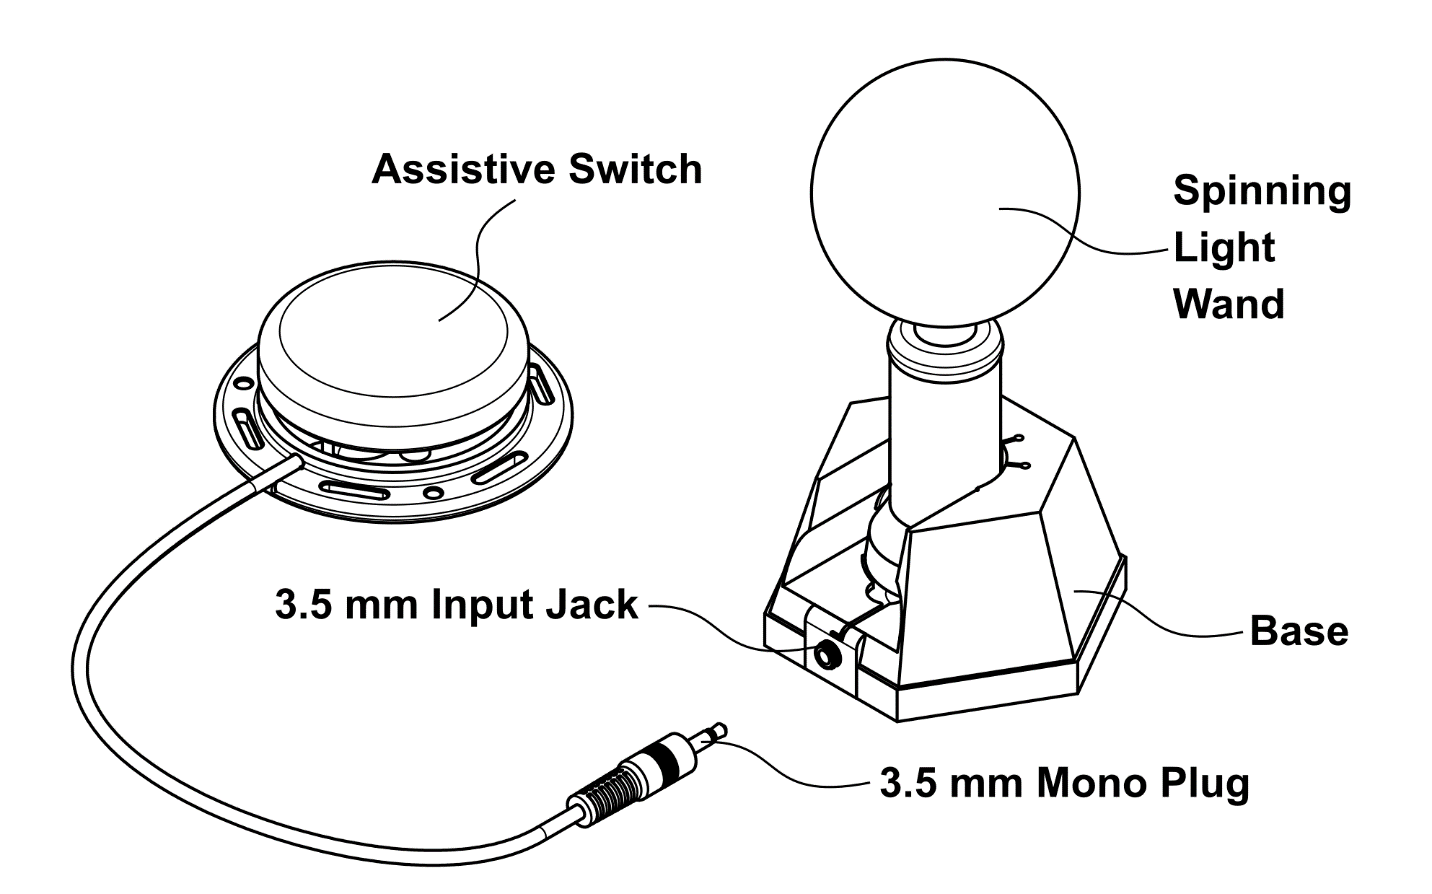 Assistive Switch
Spinning
Light
Wand
3.5 mm Input Jack
Base
3.5 mm Mono Plug